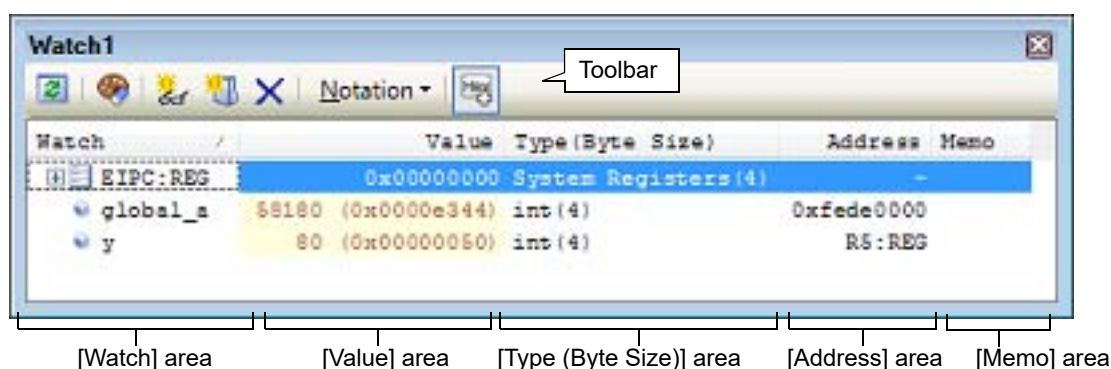 Watch1
Toolbar
Notation
Hex
Watch Value Type(Byte Size) Address Memo
EIPC:REG 0x00000000 System Registers(4) -
global_a 58180 (0x0000e344) int(4) 0xfede0000
y 80 (0x00000050) int(4) R5:REG
[Watch] area [Value] area [Type (Byte Size)] area [Address] area [Memo] area